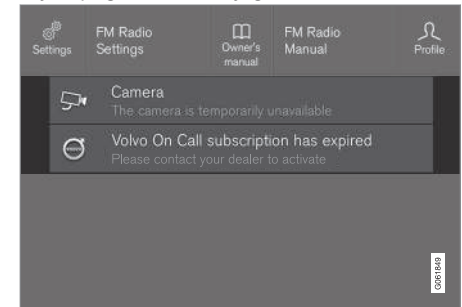 FM Radio
Settings
Settings
Owner's
manual
FM Radio
Manual
Profile
Camera
The camera is temporarily unavailable
Volvo On Call subscription has expired
Please contact your dealer to activate
G061849